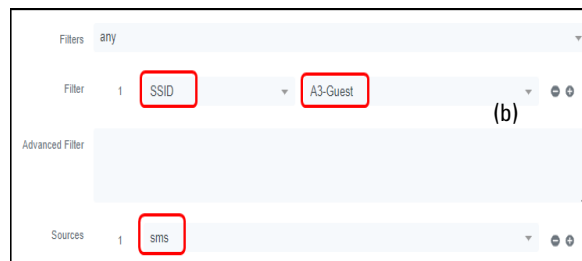 Filters any
Filter 1 SSID A3-Guest
(b)
Advanced Filter
Sources 1 sms